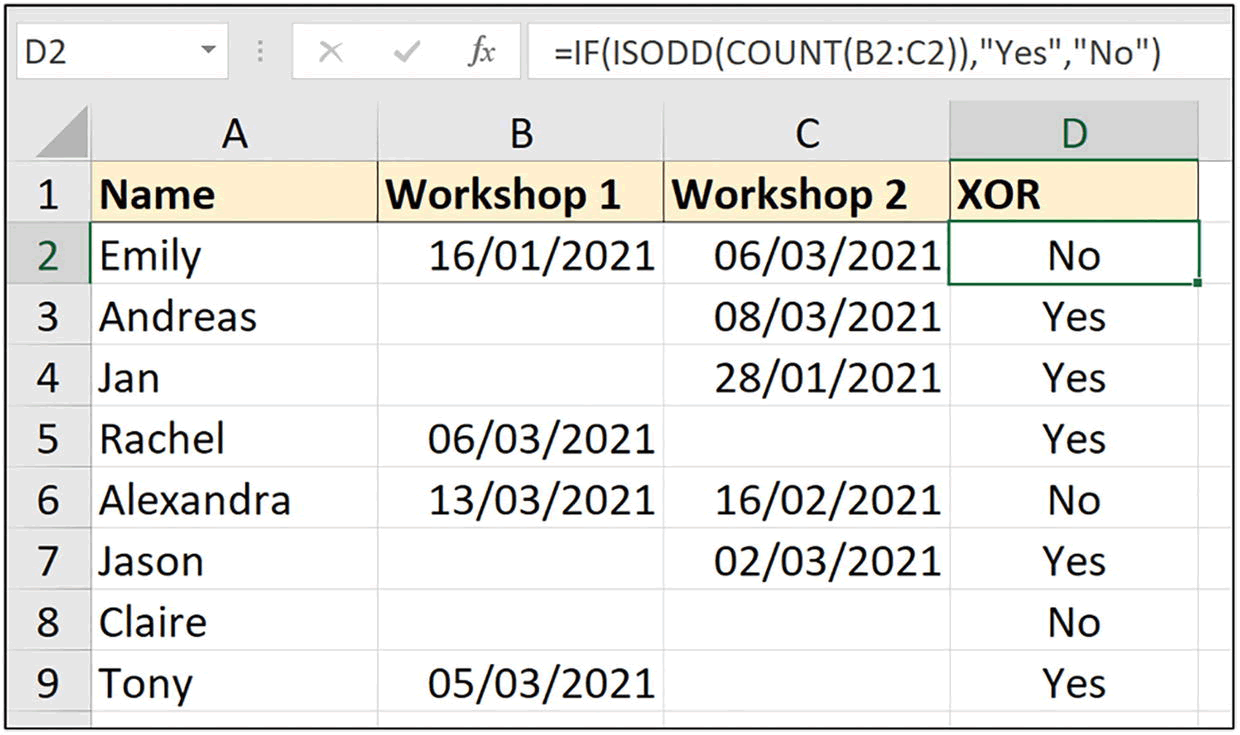 D2 fx =IF(ISODD(COUNT(B2:C2)),"Yes","No")
A B C D
1 Name Workshop 1 Workshop 2 XOR
2 Emily 16/01/2021 06/03/2021 No
3 Andreas 08/03/2021 Yes
4 Jan 28/01/2021 Yes
5 Rachel 06/03/2021 Yes
6 Alexandra 13/03/2021 16/02/2021 No
7 Jason 02/03/2021 Yes
8 Claire No
9 Tony 05/03/2021 Yes